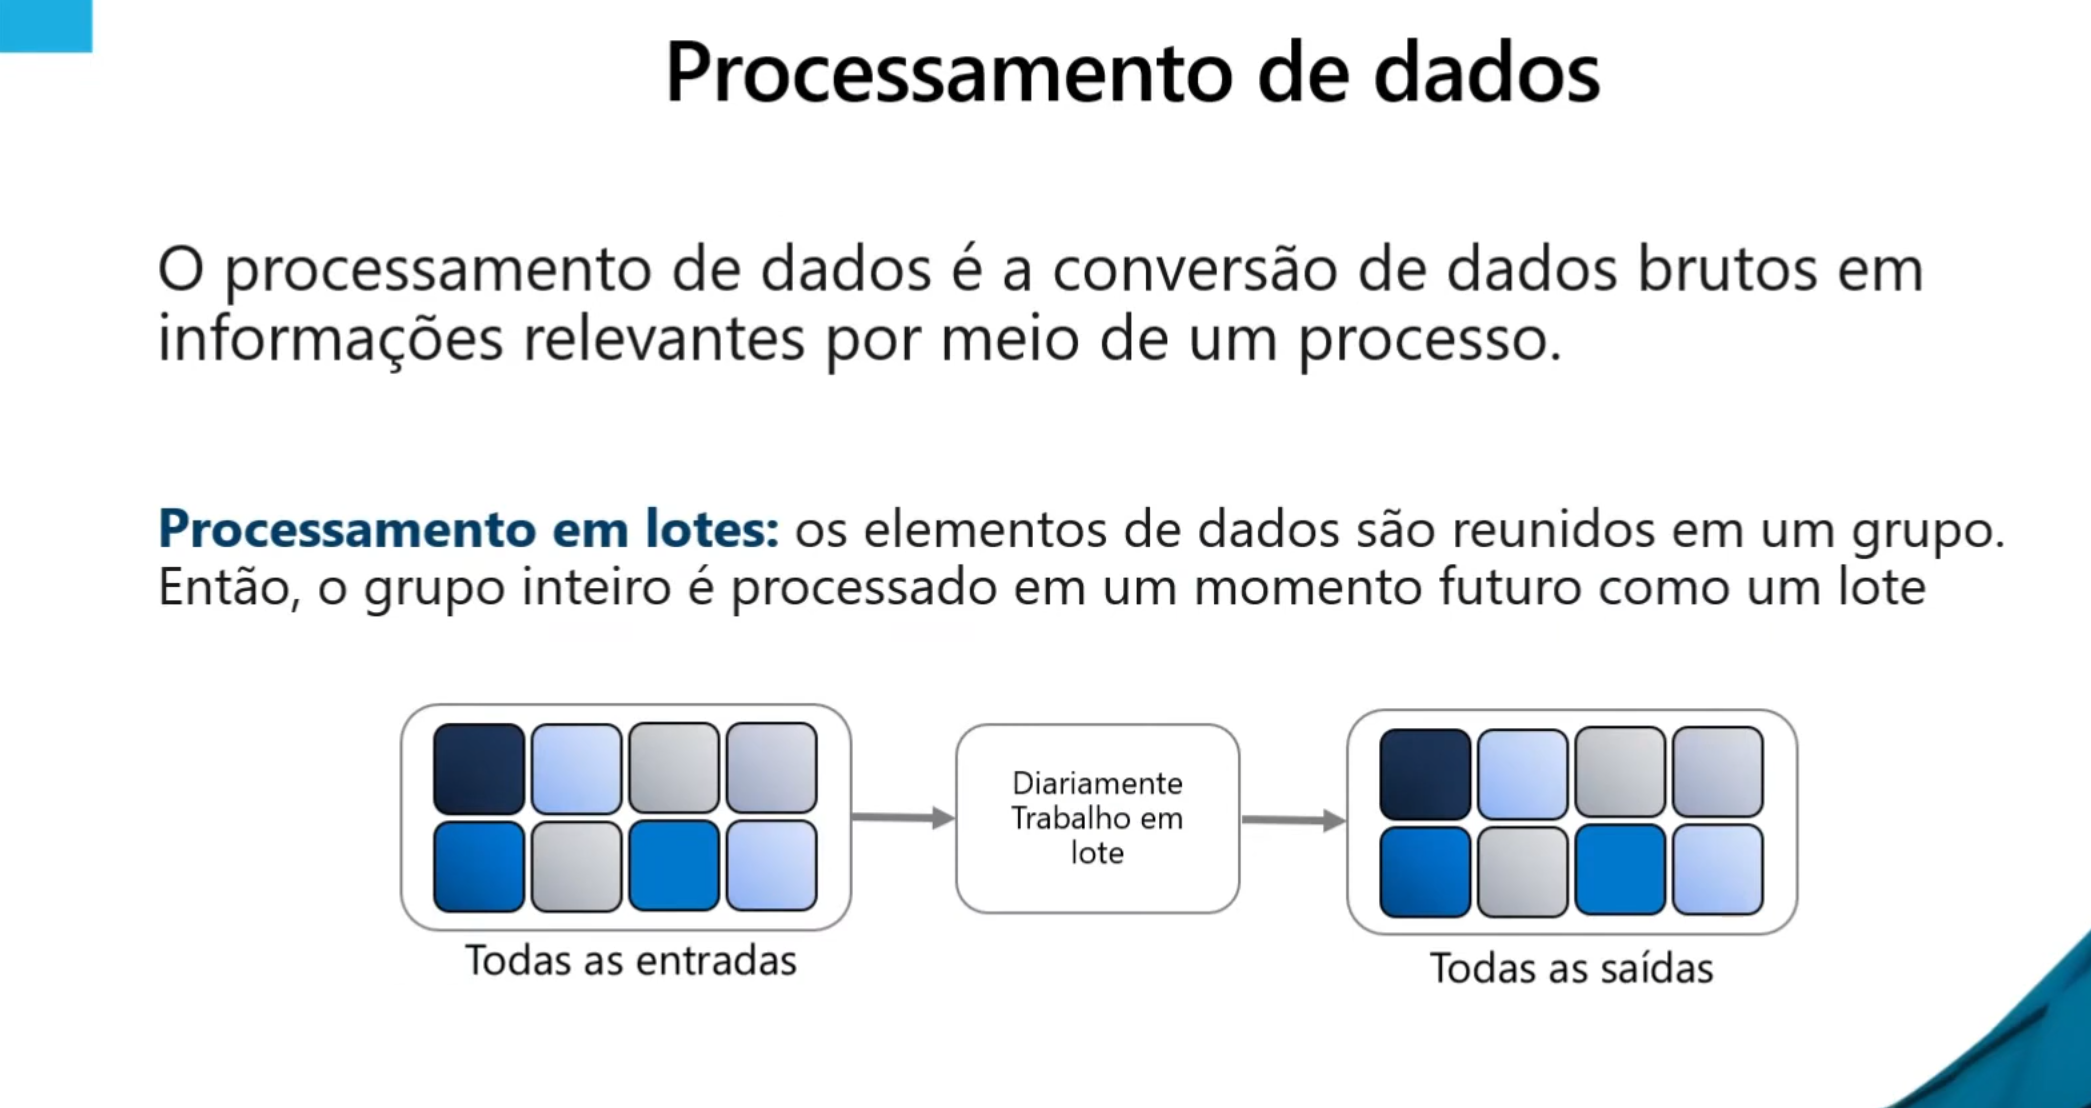 Processamento de dados
O processamento de dados é a conversão de dados brutos em
informações relevantes por meio de um processo.
Processamento em lotes: os elementos de dados são reunidos em um grupo.
Então, o grupo inteiro é processado em um momento futuro como um lote
Diariamente
Trabalho em
lote
Todas as entradas
Todas as saídas